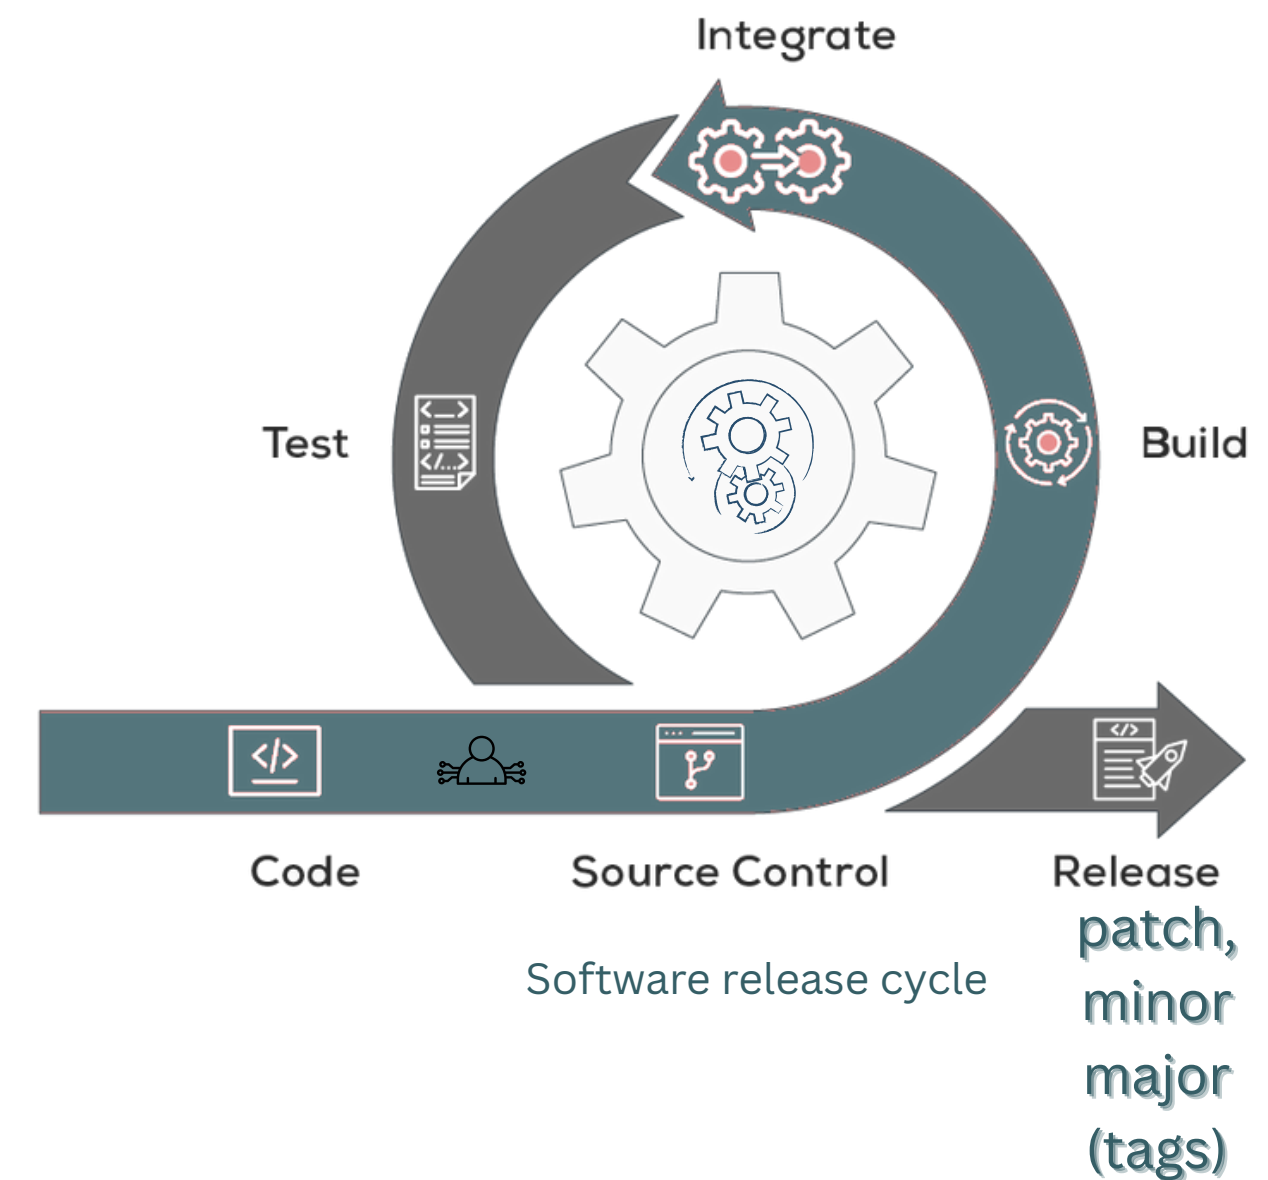 Integrate
Test
Build
Code
Source Control
Release
patch,
minor
major
(tags)
Software release cycle